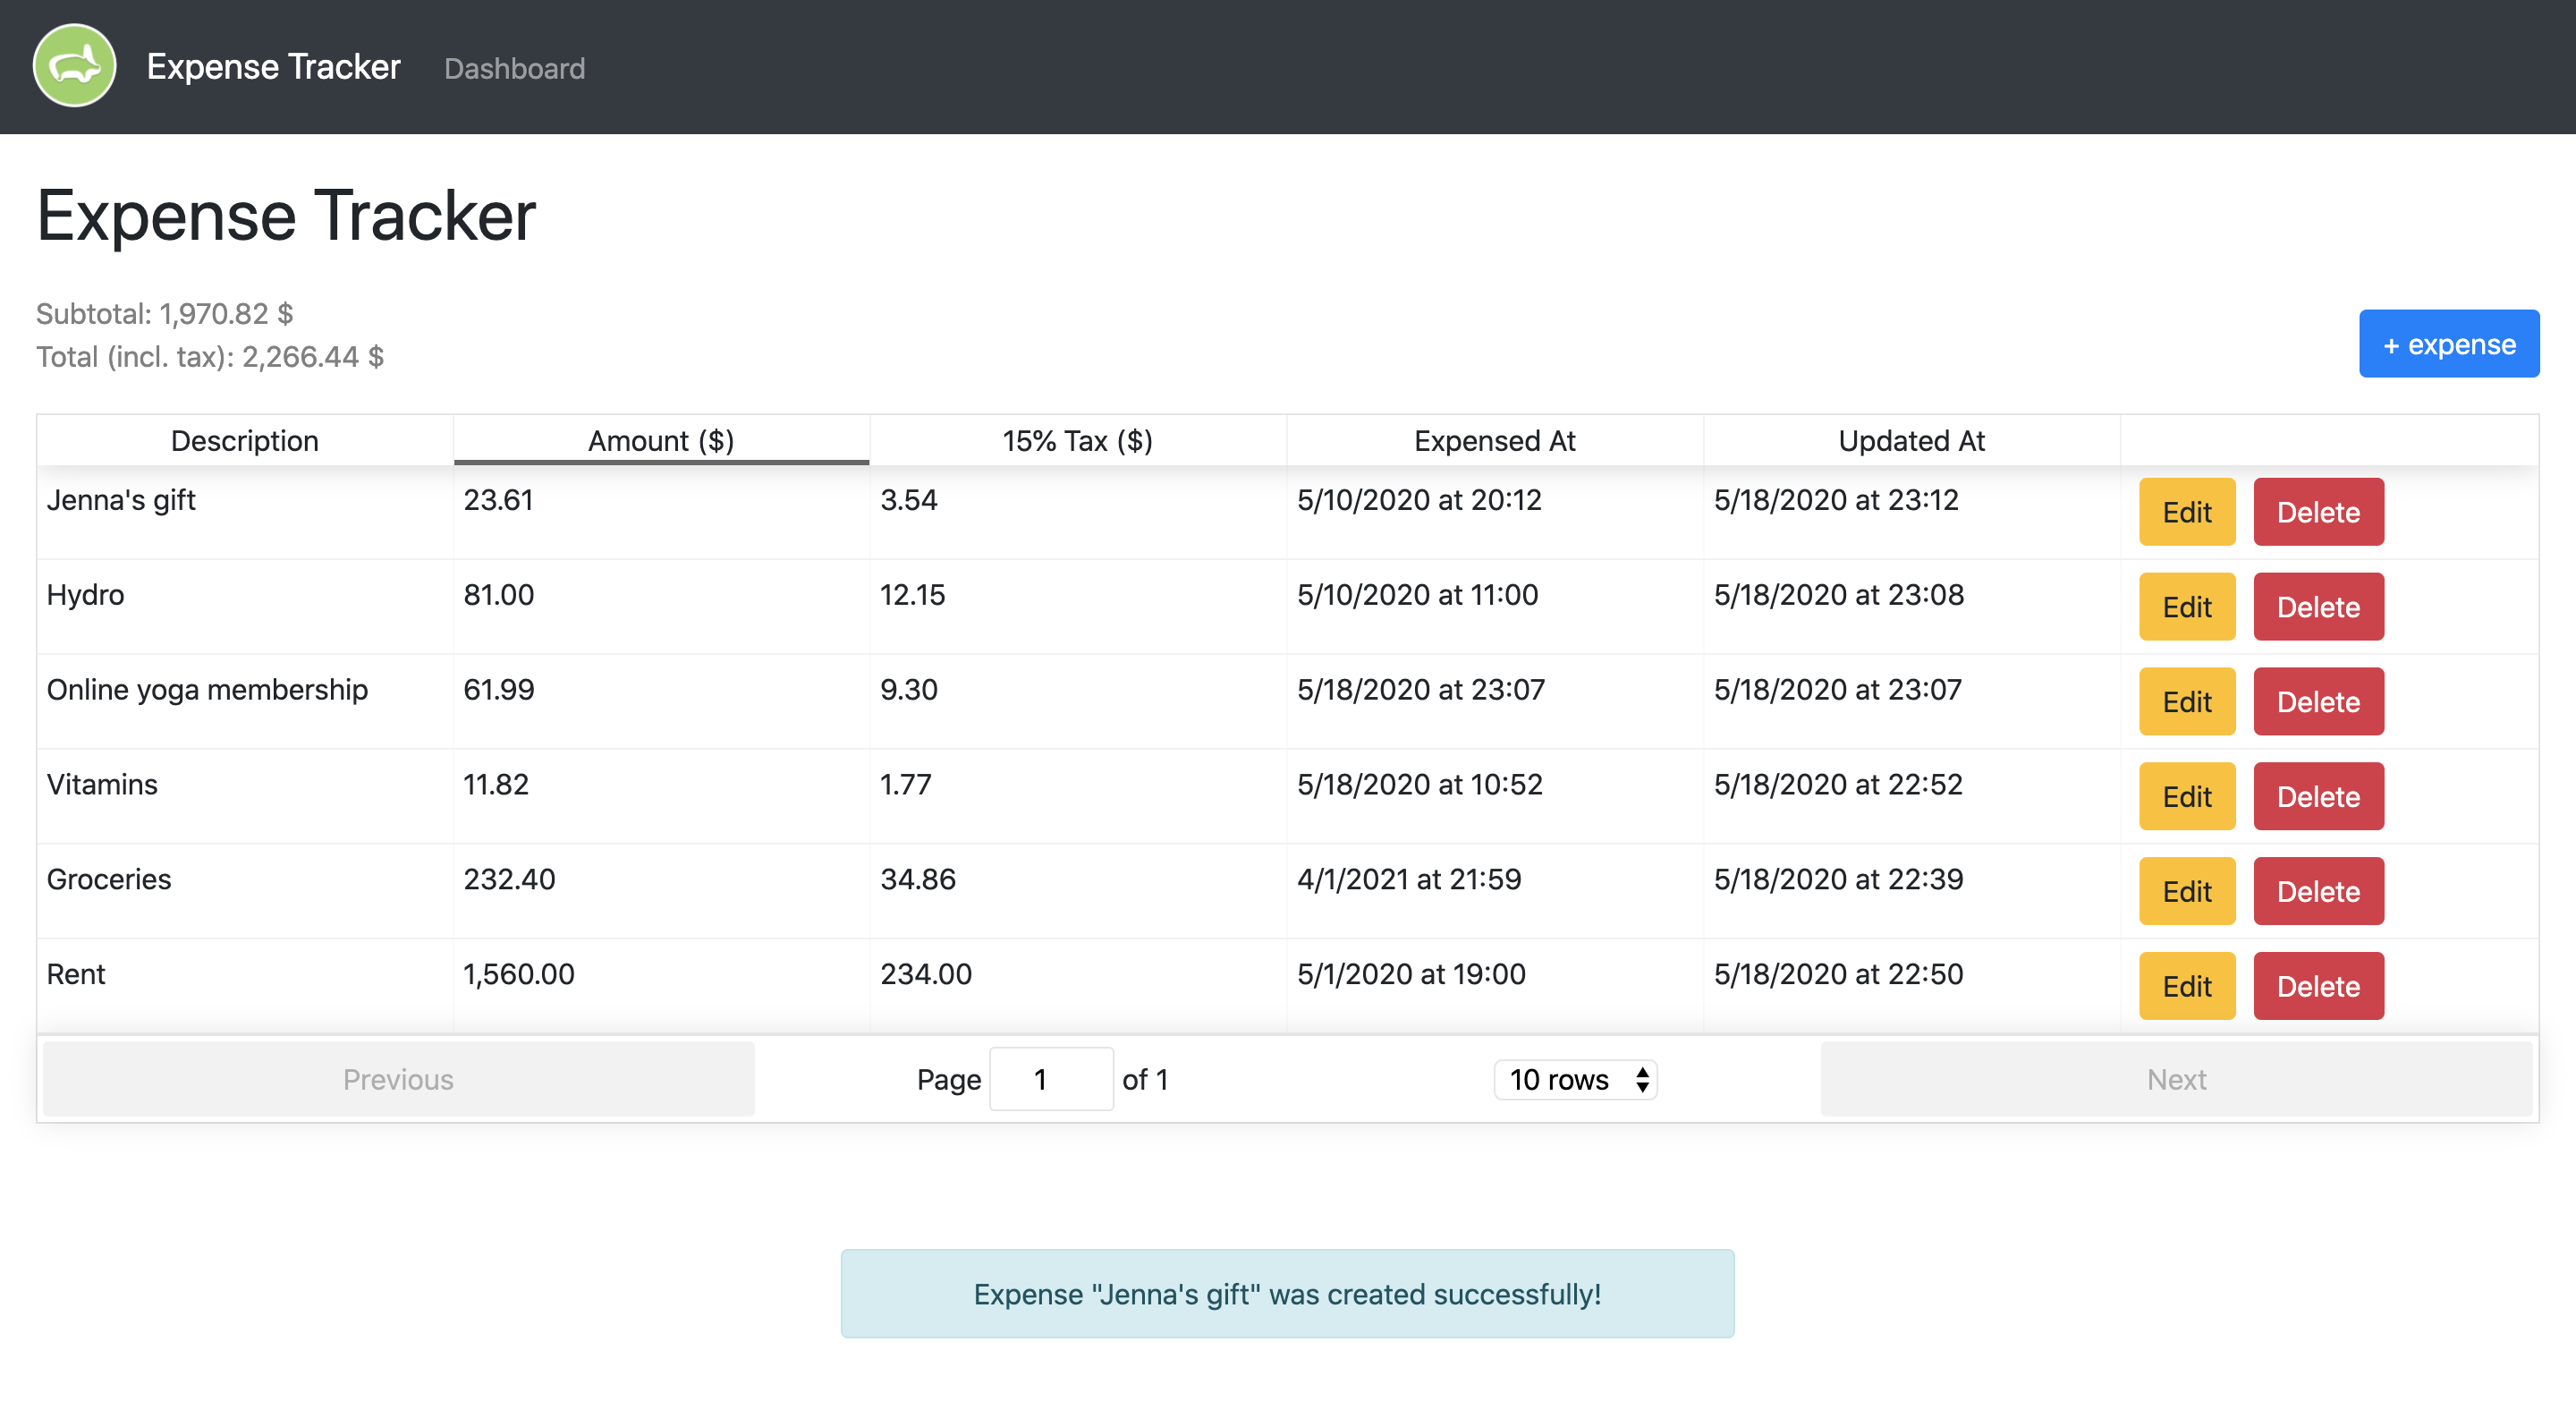 Expense Tracker Dashboard
Expense Tracker
Subtotal: 1,970.82 $
Total (incl. tax): 2,266.44 $
+ expense
Description Amount ($) 15% Tax ($) Expensed At Updated At
Jenna's gift 23.61 3.54 5/10/2020 at 20:12 5/18/2020 at 23:12 Edit Delete
Hydro 81.00 12.15 5/10/2020 at 11:00 5/18/2020 at 23:08 Edit Delete
Online yoga membership 61.99 9.30 5/18/2020 at 23:07 5/18/2020 at 23:07 Edit Delete
Vitamins 11.82 1.77 5/18/2020 at 10:52 5/18/2020 at 22:52 Edit Delete
Groceries 232.40 34.86 4/1/2021 at 21:59 5/18/2020 at 22:39 Edit Delete
Rent 1,560.00 234.00 5/1/2020 at 19:00 5/18/2020 at 22:50 Edit Delete
Previous Page 1 of 1 10 rows Next
Expense "Jenna's gift" was created successfully!